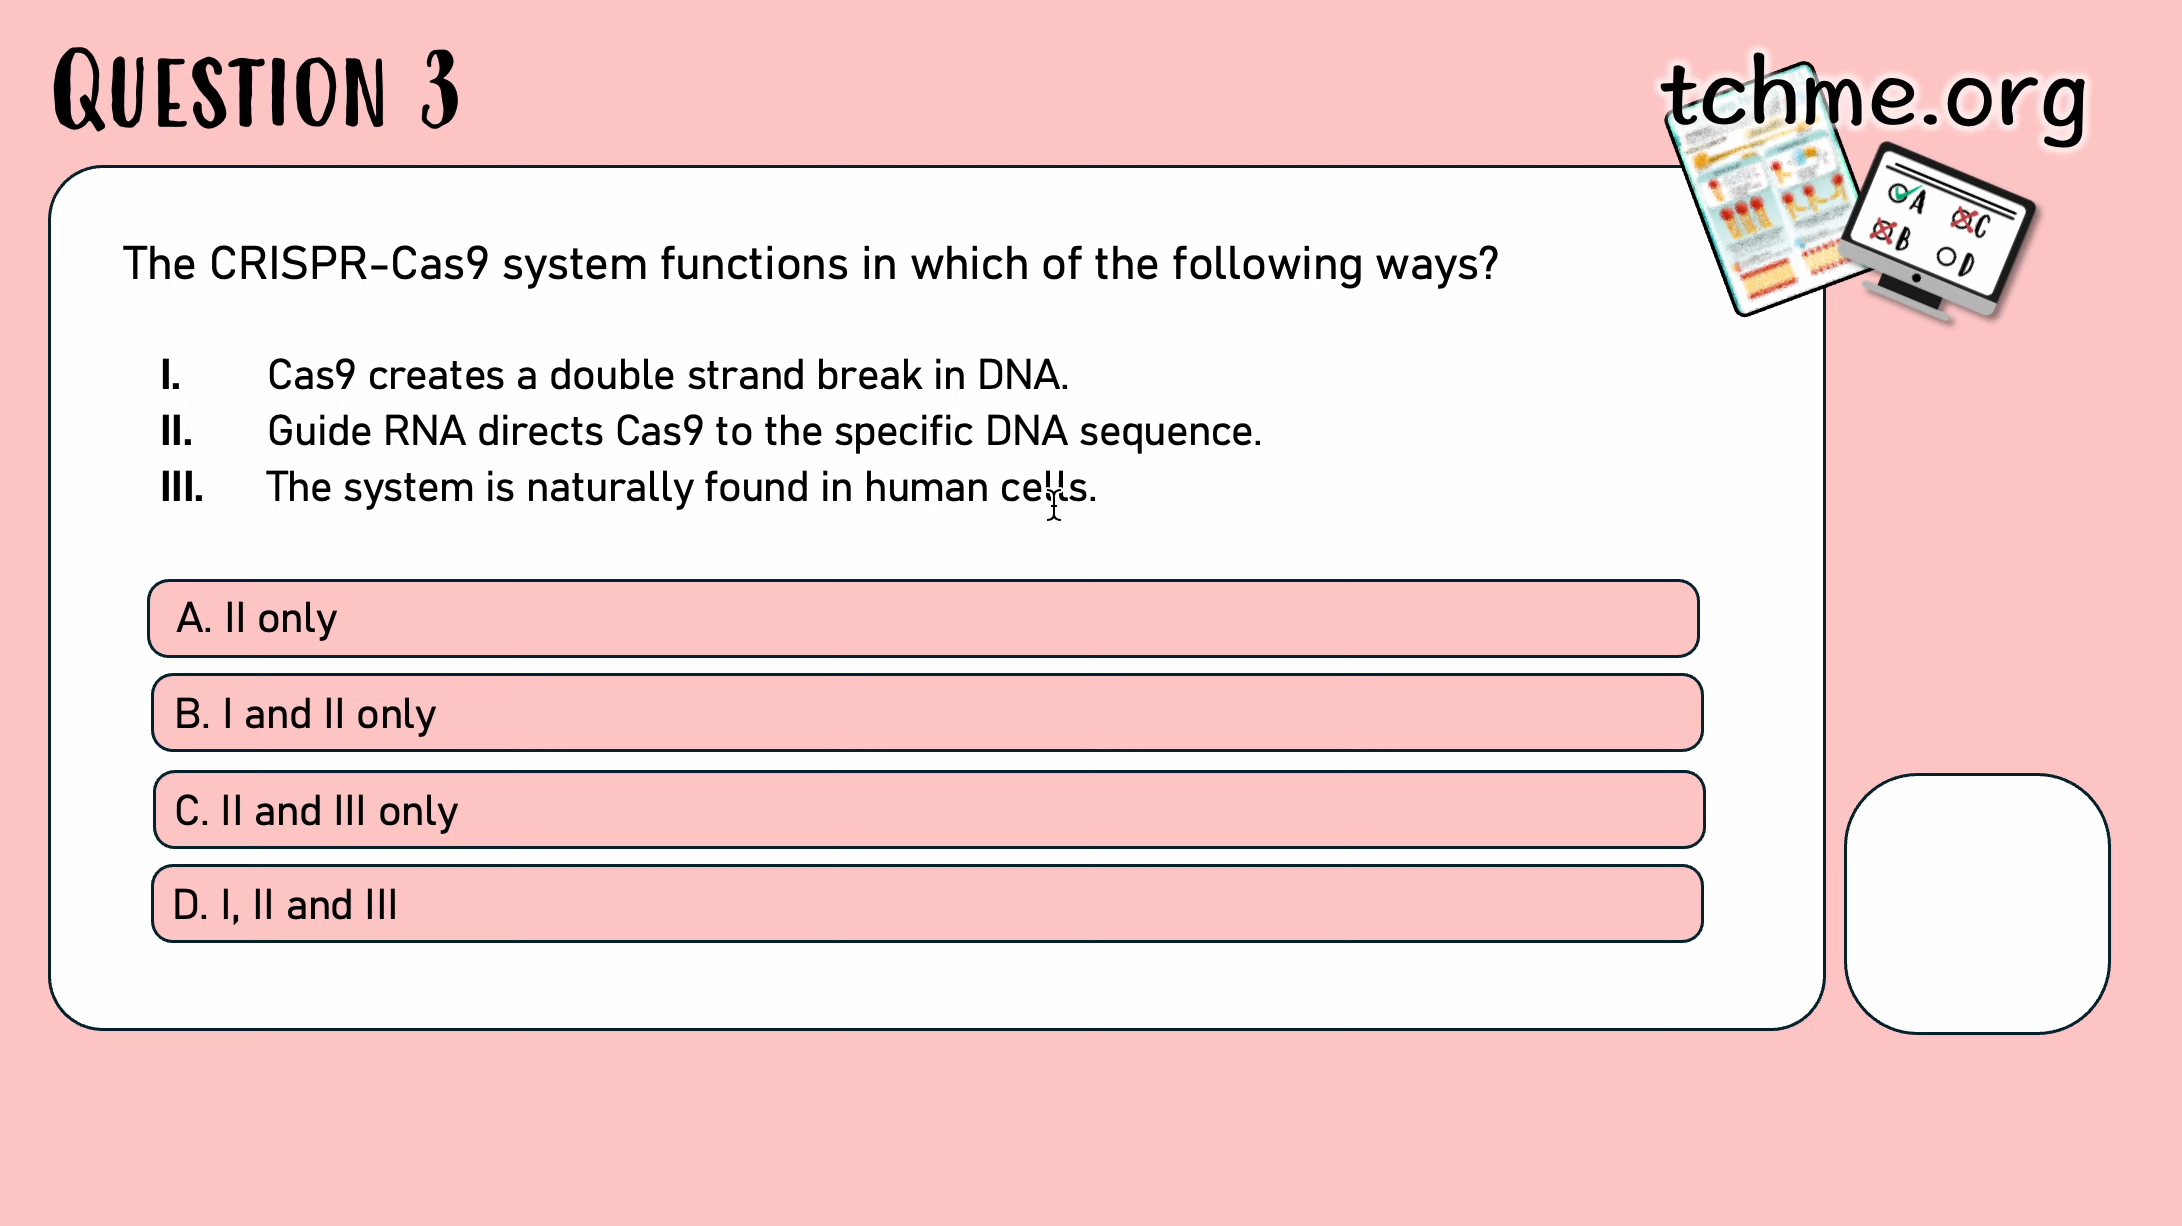 QUESTION 3
tchme.org
A
C
B
D
The CRISPR-Cas9 system functions in which of the following ways?
I. Cas9 creates a double strand break in DNA.
II. Guide RNA directs Cas9 to the specific DNA sequence.
III. The system is naturally found in human cells.
A. II only
B. I and II only
C. II and III only
D. I, II and III